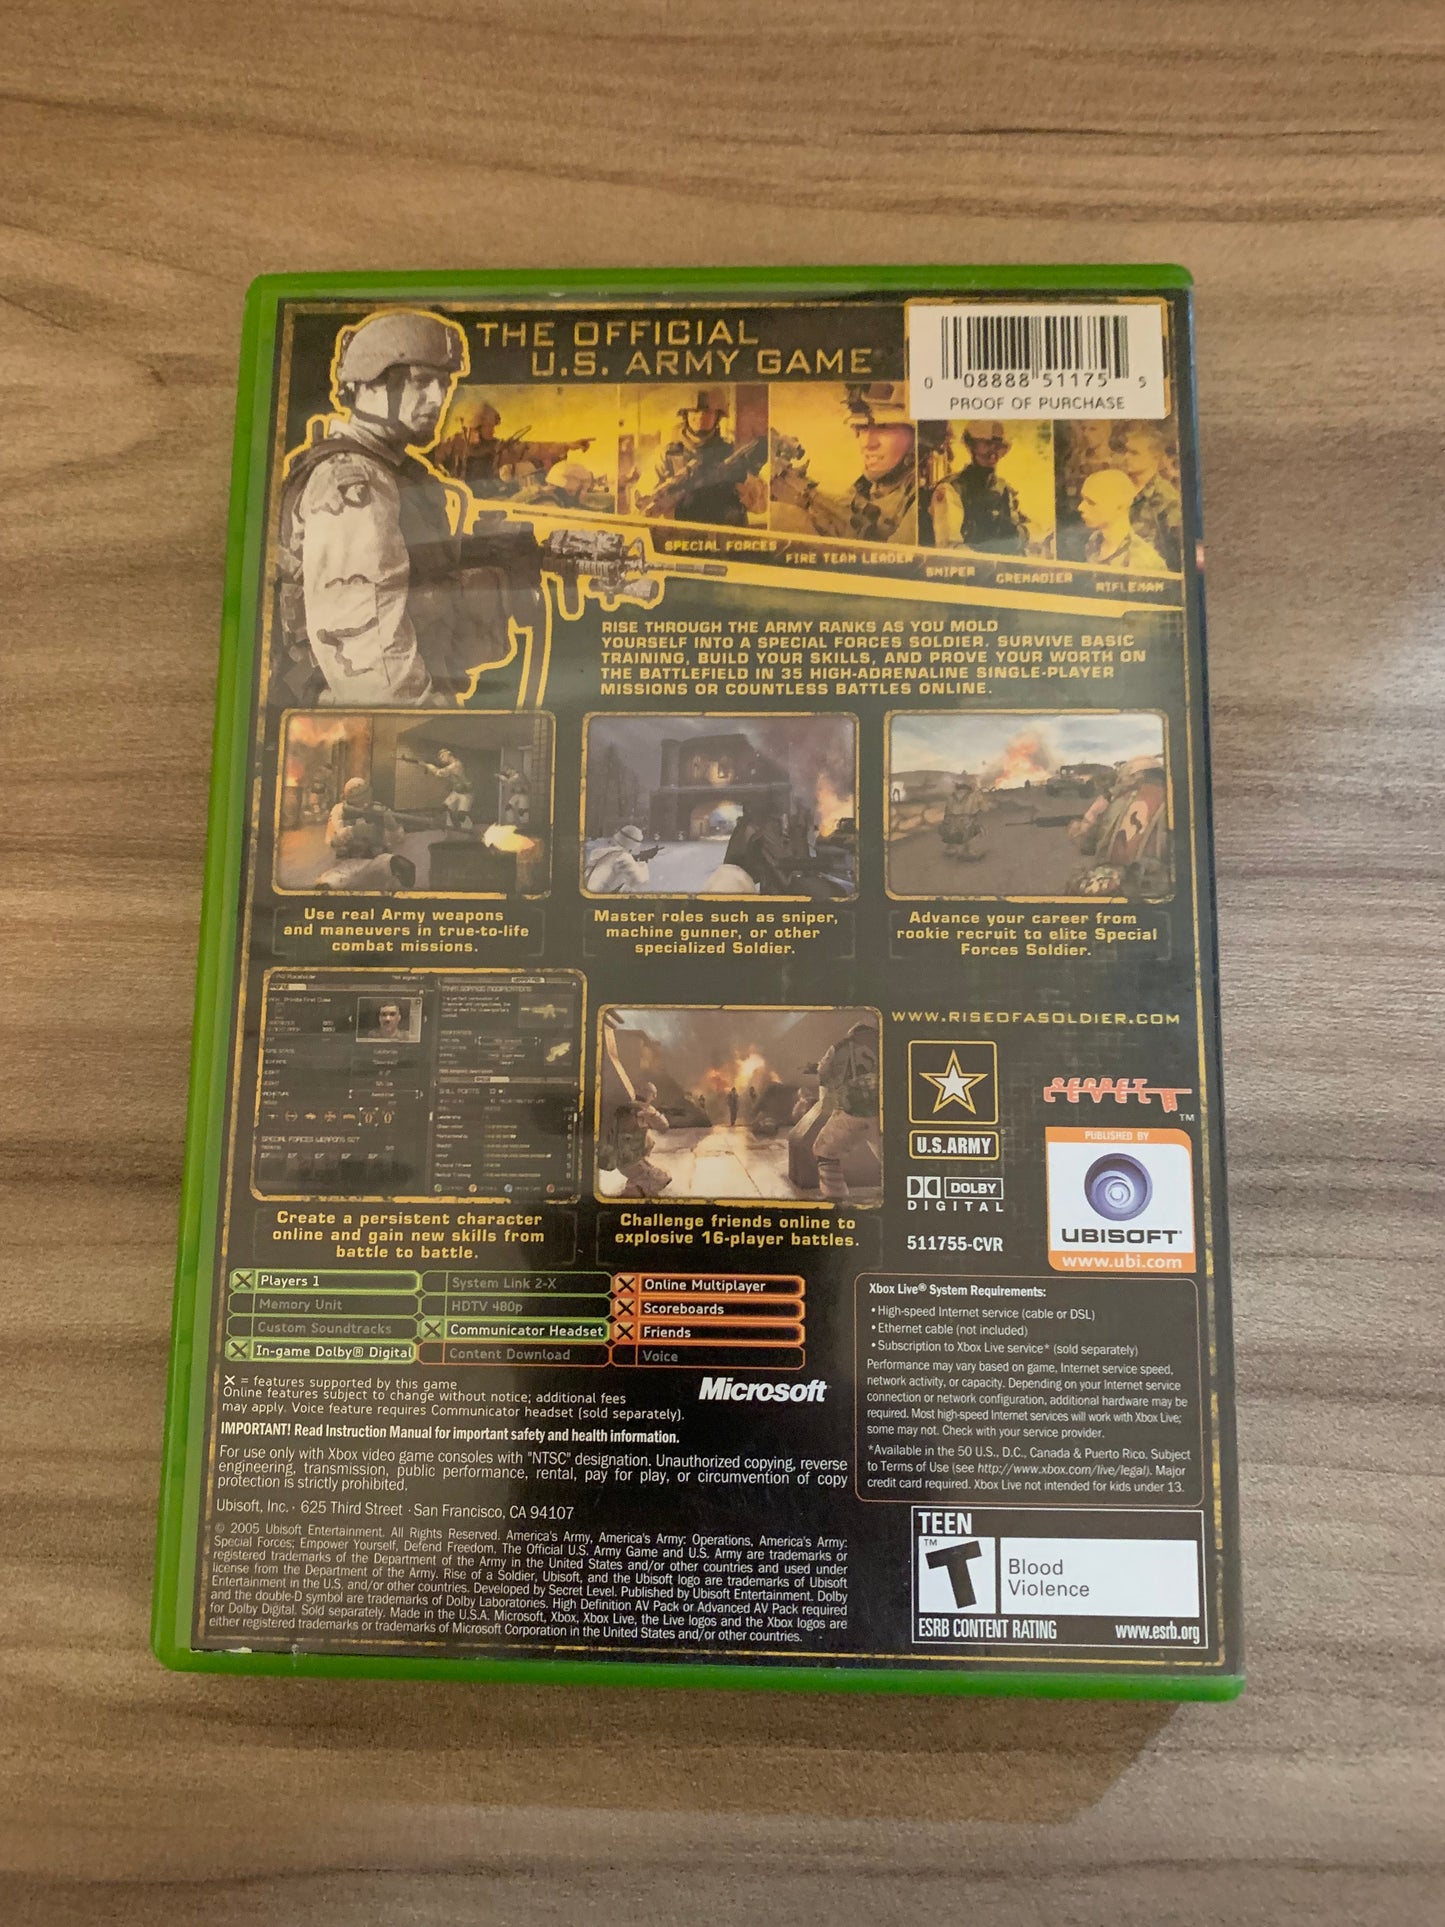 THE OFFICIAL
U.S. ARMY GAME
0 08888 51175 5
PROOF OF PURCHASE
SPECIAL FORCES
FIRE TEAM LEADER
SNIPER
GRENADIER
RIFLEMAN
RISE THROUGH THE ARMY RANKS AS YOU MOLD
YOURSELF INTO A SPECIAL FORCES SOLDIER. SURVIVE BASIC
TRAINING, BUILD YOUR SKILLS, AND PROVE YOUR WORTH ON
THE BATTLEFIELD IN 35 HIGH-ADRENALINE SINGLE-PLAYER
MISSIONS OR COUNTLESS BATTLES ONLINE.
Use real Army weapons
and maneuvers in true-to-life
combat missions.
Master roles such as sniper,
machine gunner, or other
specialized Soldier.
Advance your career from
rookie recruit to elite Special
Forces Soldier.
Create a persistent character
online and gain new skills from
battle to battle.
Challenge friends online to
explosive 16-player battles.
WWW.RISEOFASOLDIER.COM
U.S.ARMY
SECRET
LEVEL
TM
DOLBY
DIGITAL
511755-CVR
PUBLISHED BY
UBISOFT
www.ubi.com
Players 1
Memory Unit
Custom Soundtracks
In-game Dolby® Digital
System Link 2-X
HDTV 480p
Communicator Headset
Content Download
Online Multiplayer
Scoreboards
Friends
Voice
X = features supported by this game
Online features subject to change without notice; additional fees
may apply. Voice feature requires Communicator headset (sold separately).
Microsoft
IMPORTANT! Read Instruction Manual for important safety and health information.
For use only with Xbox video game consoles with "NTSC" designation. Unauthorized copying, reverse
engineering, transmission, public performance, rental, pay for play, or circumvention of copy
protection is strictly prohibited.
Ubisoft, Inc. · 625 Third Street · San Francisco, CA 94107
© 2005 Ubisoft Entertainment. All Rights Reserved. America's Army, America's Army: Operations, America's Army:
Special Forces; Empower Yourself, Defend Freedom, The Official U.S. Army Game and U.S. Army are trademarks or
registered trademarks of the Department of the Army in the United States and/or other countries and used under
license from the Department of the Army. Rise of a Soldier, Ubisoft, and the Ubisoft logo are trademarks of Ubisoft
Entertainment in the U.S. and/or other countries. Developed by Secret Level. Published by Ubisoft Entertainment. Dolby
and the double-D symbol are trademarks of Dolby Laboratories. High Definition AV Pack or Advanced AV Pack required
for Dolby Digital. Sold separately. Made in the U.S.A. Microsoft, Xbox, Xbox Live, the Live logos and the Xbox logos are
either registered trademarks or trademarks of Microsoft Corporation in the United States and/or other countries.
Xbox Live® System Requirements:
• High-speed Internet service (cable or DSL)
• Ethernet cable (not included)
• Subscription to Xbox Live service* (sold separately)
Performance may vary based on game, Internet service speed,
network activity, or capacity. Depending on your Internet service
connection or network configuration, additional hardware may be
required. Most high-speed Internet services will work with Xbox Live;
some may not. Check with your service provider.
*Available in the 50 U.S., D.C., Canada & Puerto Rico. Subject
to Terms of Use (see http://www.xbox.com/live/legal). Major
credit card required. Xbox Live not intended for kids under 13.
TEEN
TM
T
Blood
Violence
ESRB CONTENT RATING
www.esrb.org